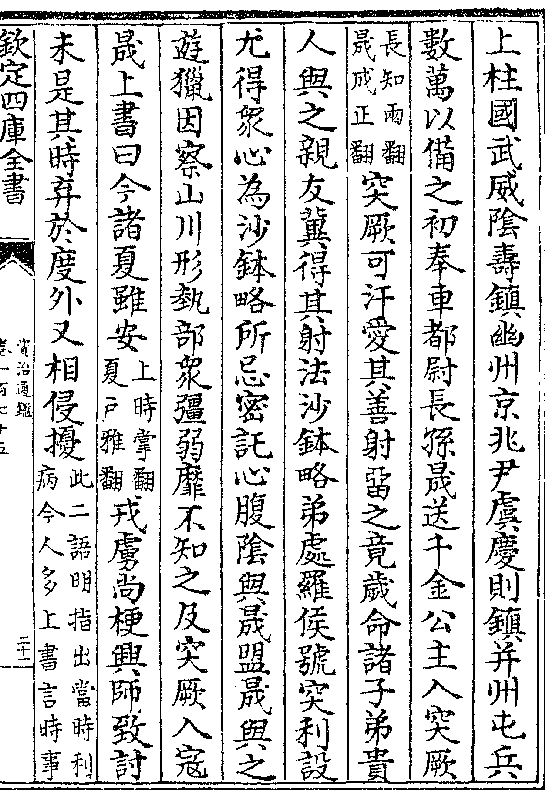 上柱國武威陰壽鎮幽州京兆尹虞慶則鎮并州屯兵
數萬以備之初奉車都尉長孫晟送千金公主入突厥
長知兩翻
晟成正翻
突厥可汗愛其善射留之竟歲命諸子弟貴
人與之親友冀得其射法沙鉢略弟處羅侯號突利設
尤得衆心為沙鉢略所忌密託心腹陰與晟盟晟與之
遊獵因察山川形埶部衆彊弱靡不知之及突厥入寇
晟上書曰今諸夏雖安
上時掌翻
夏戸雅翻
戎虜尚梗興師致討
未是其時弃於度外又相侵擾
此二語明指出當時利
病今人多上書言時事
欽定四庫全書
資治通鑑
卷一百七十五
二十二